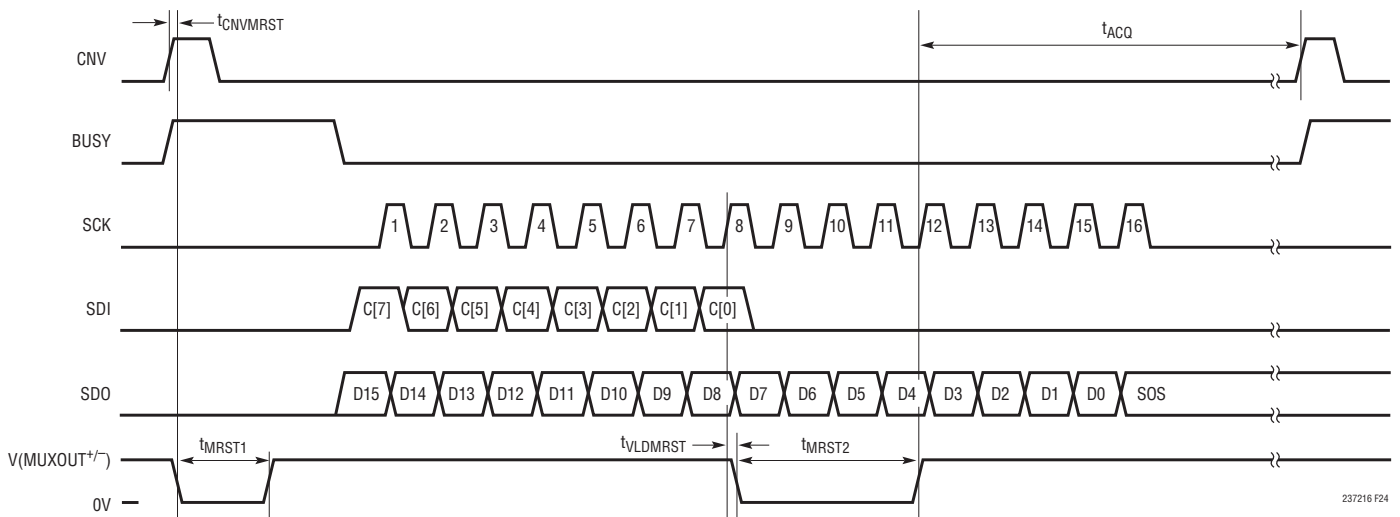 tCNVMRST
tACQ
CNV
BUSY
SCK 1 2 3 4 5 6 7 8 9 10 11 12 13 14 15 16
SDI C[7] C[6] C[5] C[4] C[3] C[2] C[1] C[0]
SDO D15 D14 D13 D12 D11 D10 D9 D8 D7 D6 D5 D4 D3 D2 D1 D0 SOS
tMRST1 tVLDMRST tMRST2
V(MUXOUT+/–)
0V
237216 F24